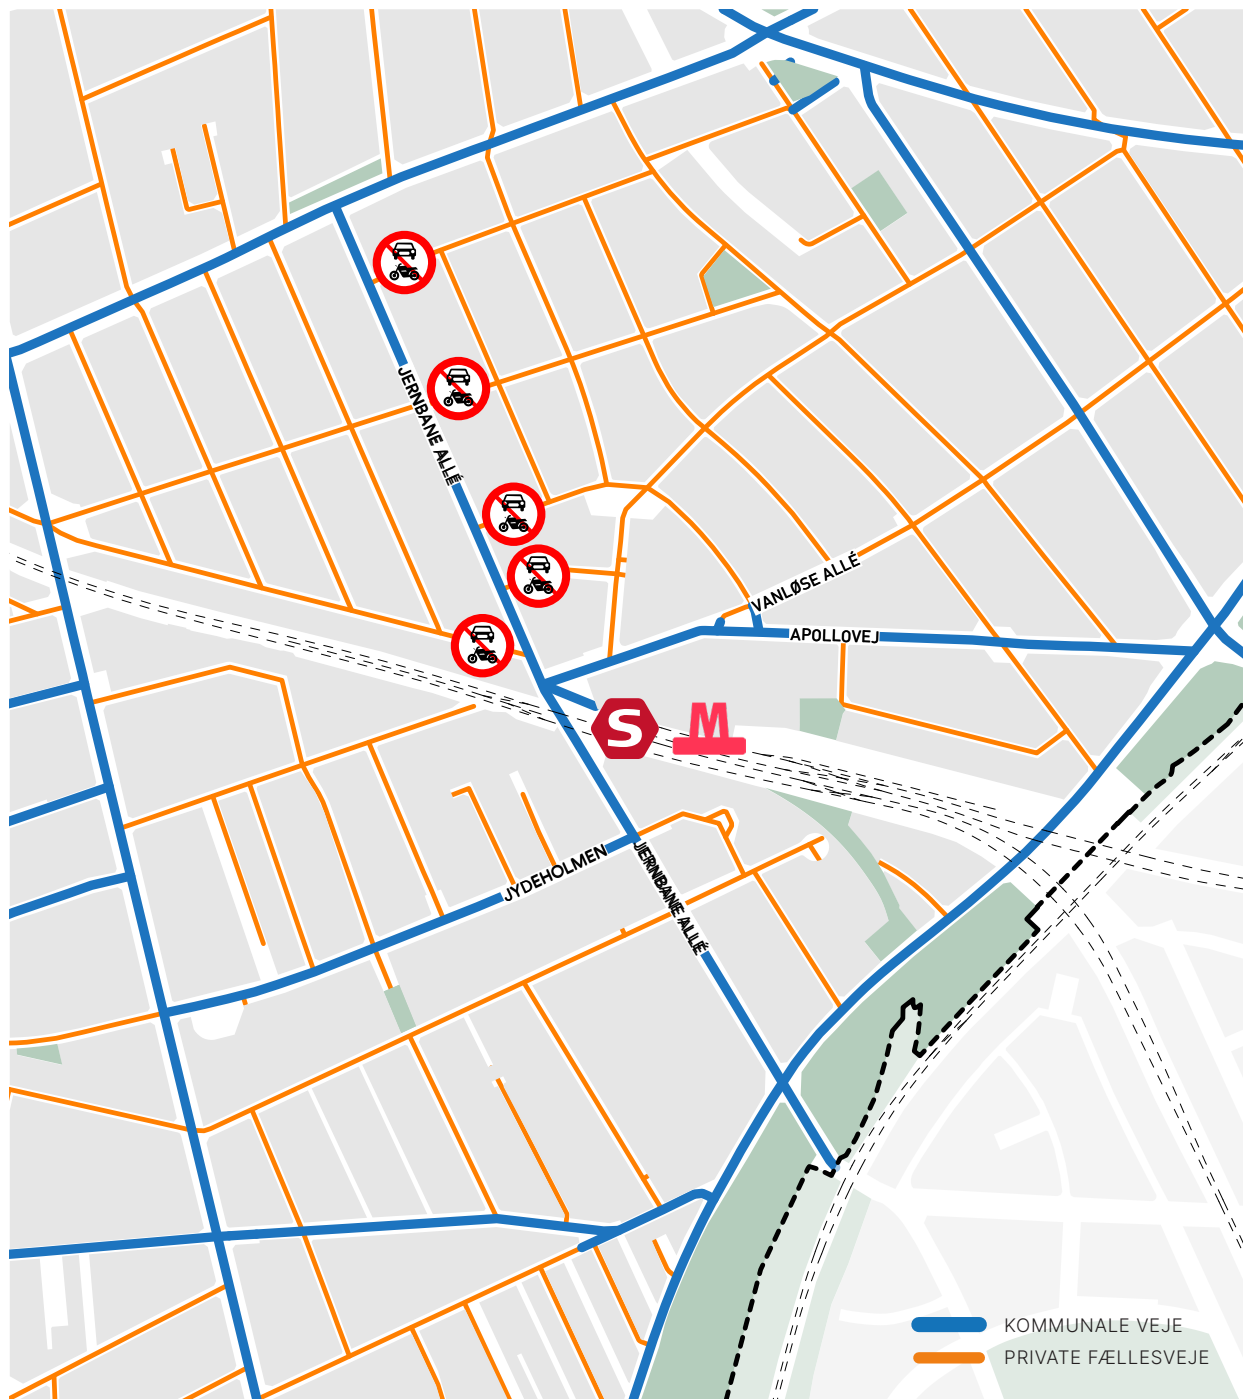 JERNBANE ALLÉ
VANLØSE ALLÉ
APOLLOVEJ
S
M
JYDEHOLMEN
JERNBANE ALLÉ
KOMMUNALE VEJE
PRIVATE FÆLLESVEJE